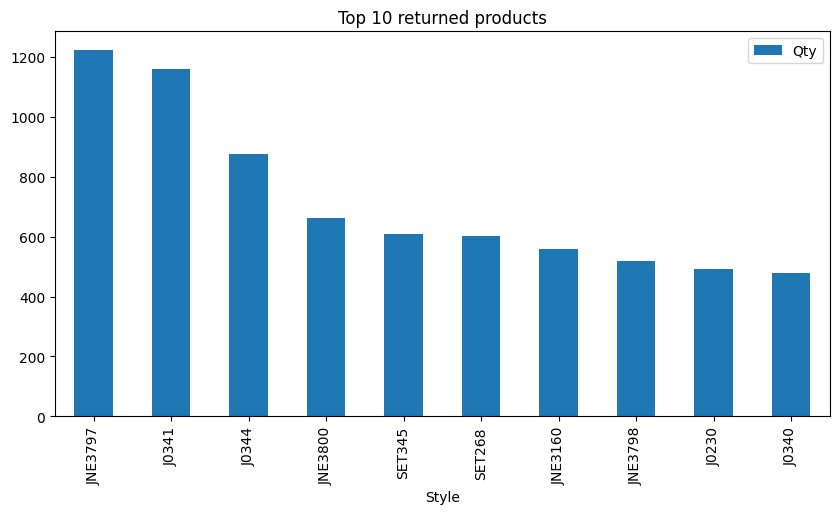 Top 10 returned products
Qty
1200
1000
800
600
400
200
0
JNE3797
J0341
J0344
JNE3800
SET345
SET268
JNE3160
JNE3798
J0230
J0340
Style